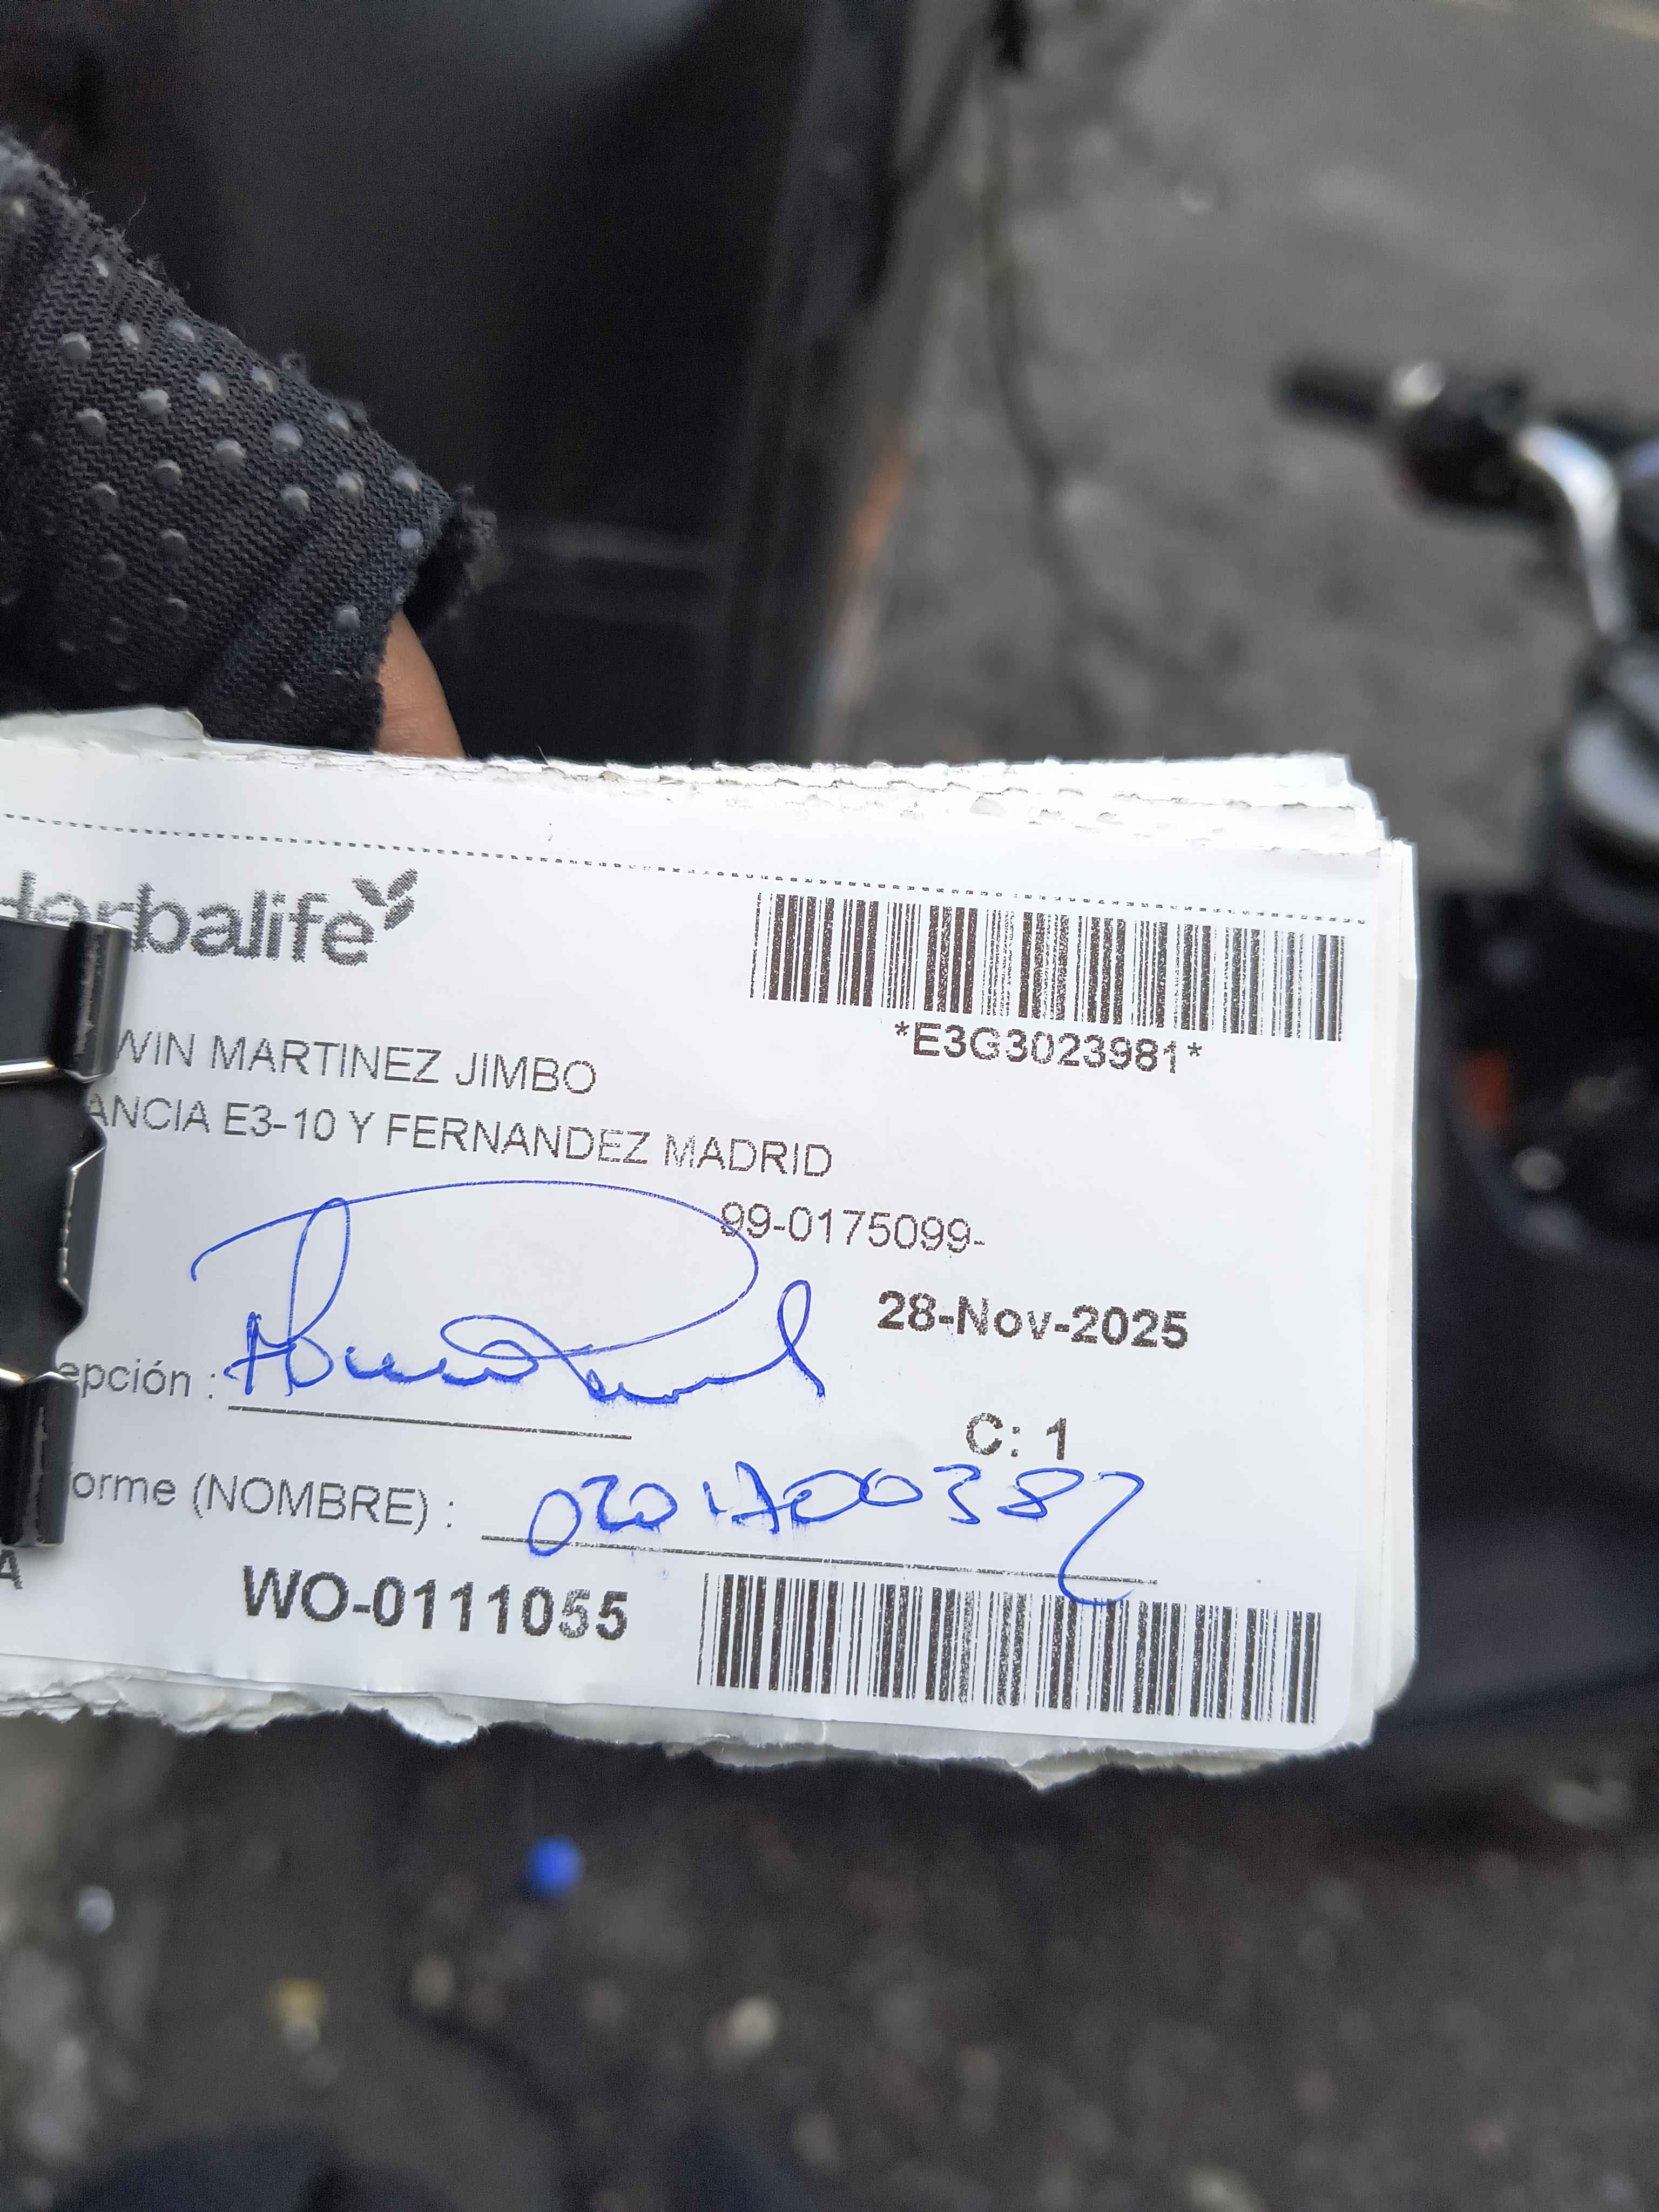 Herbalife
*E3G3023981*
WIN MARTINEZ JIMBO
ANCIA E3-10 Y FERNANDEZ MADRID
99-0175099-
28-Nov-2025
epción :
C: 1
orme (NOMBRE) : 0201700382
A
WO-0111055